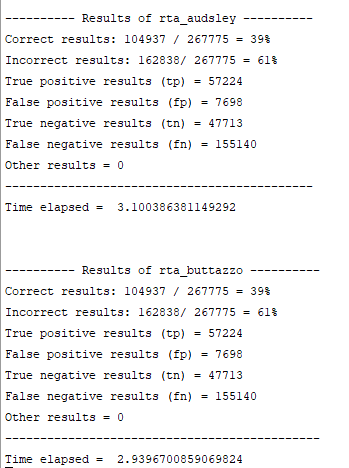 ---------- Results of rta_audsley ----------
Correct results: 104937 / 267775 = 39%
Incorrect results: 162838/ 267775 = 61%
True positive results (tp) = 57224
False positive results (fp) = 7698
True negative results (tn) = 47713
False negative results (fn) = 155140
Other results = 0
--------------------------------------------
Time elapsed =  3.100386381149292
---------- Results of rta_buttazzo ----------
Correct results: 104937 / 267775 = 39%
Incorrect results: 162838/ 267775 = 61%
True positive results (tp) = 57224
False positive results (fp) = 7698
True negative results (tn) = 47713
False negative results (fn) = 155140
Other results = 0
---------------------------------------------
Time elapsed =  2.9396700859069824